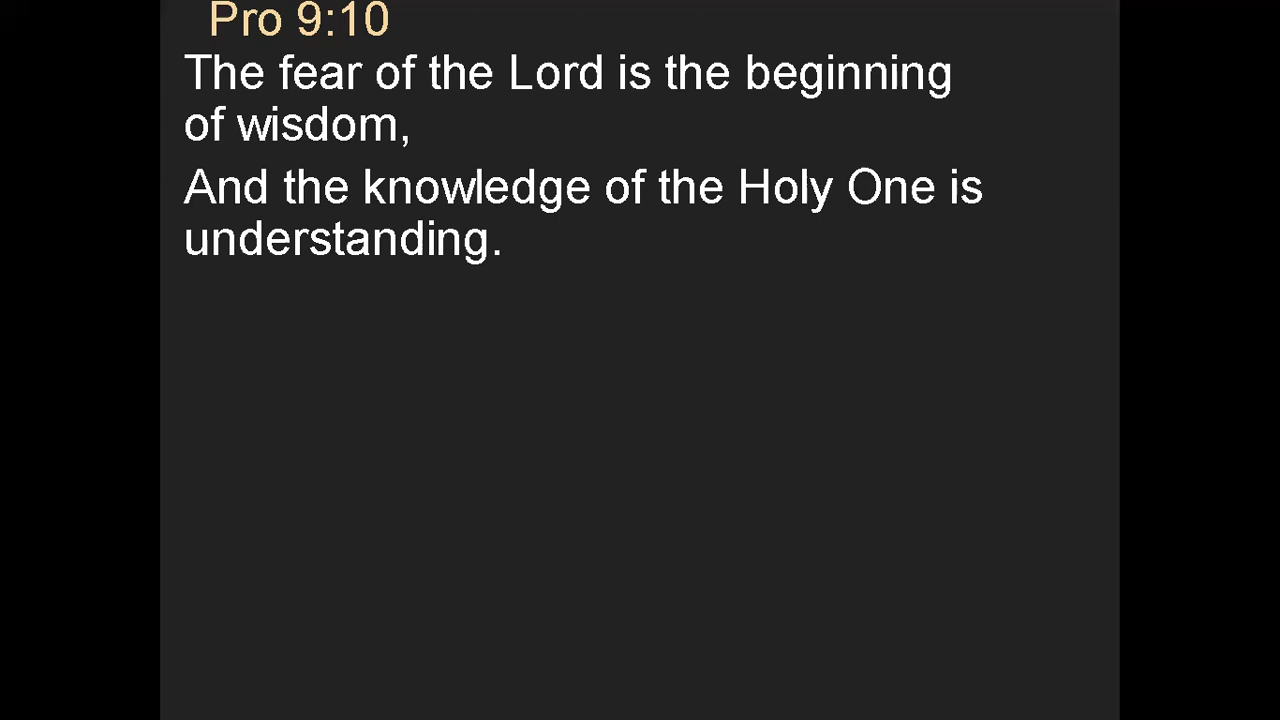 Pro 9:10
The fear of the Lord is the beginning
of wisdom,
And the knowledge of the Holy One is
understanding.